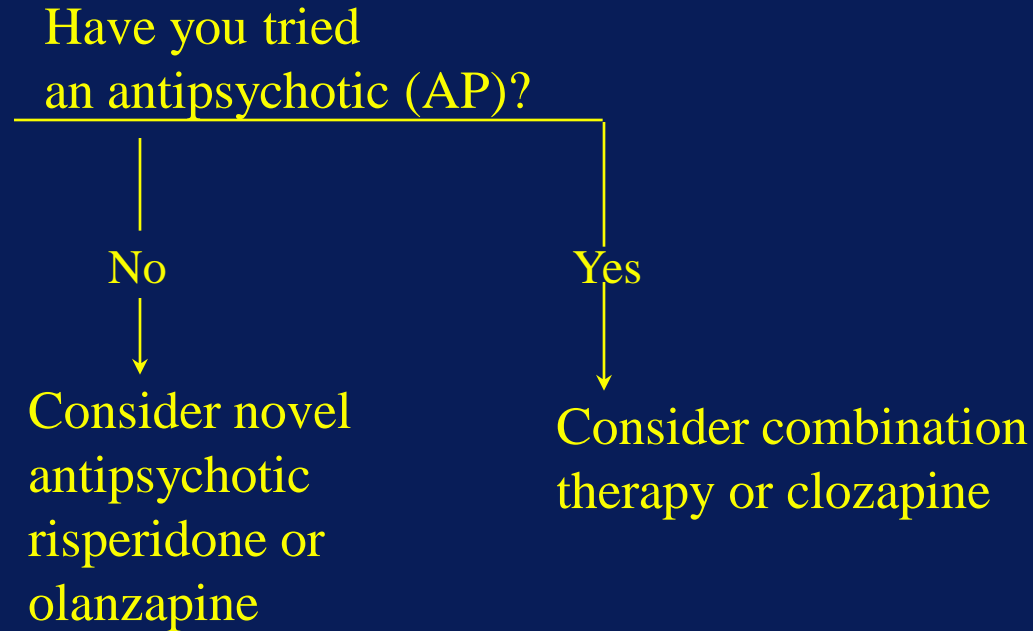 Have you tried
an antipsychotic (AP)?
No
Yes
Consider novel
antipsychotic
risperidone or
olanzapine
Consider combination
therapy or clozapine